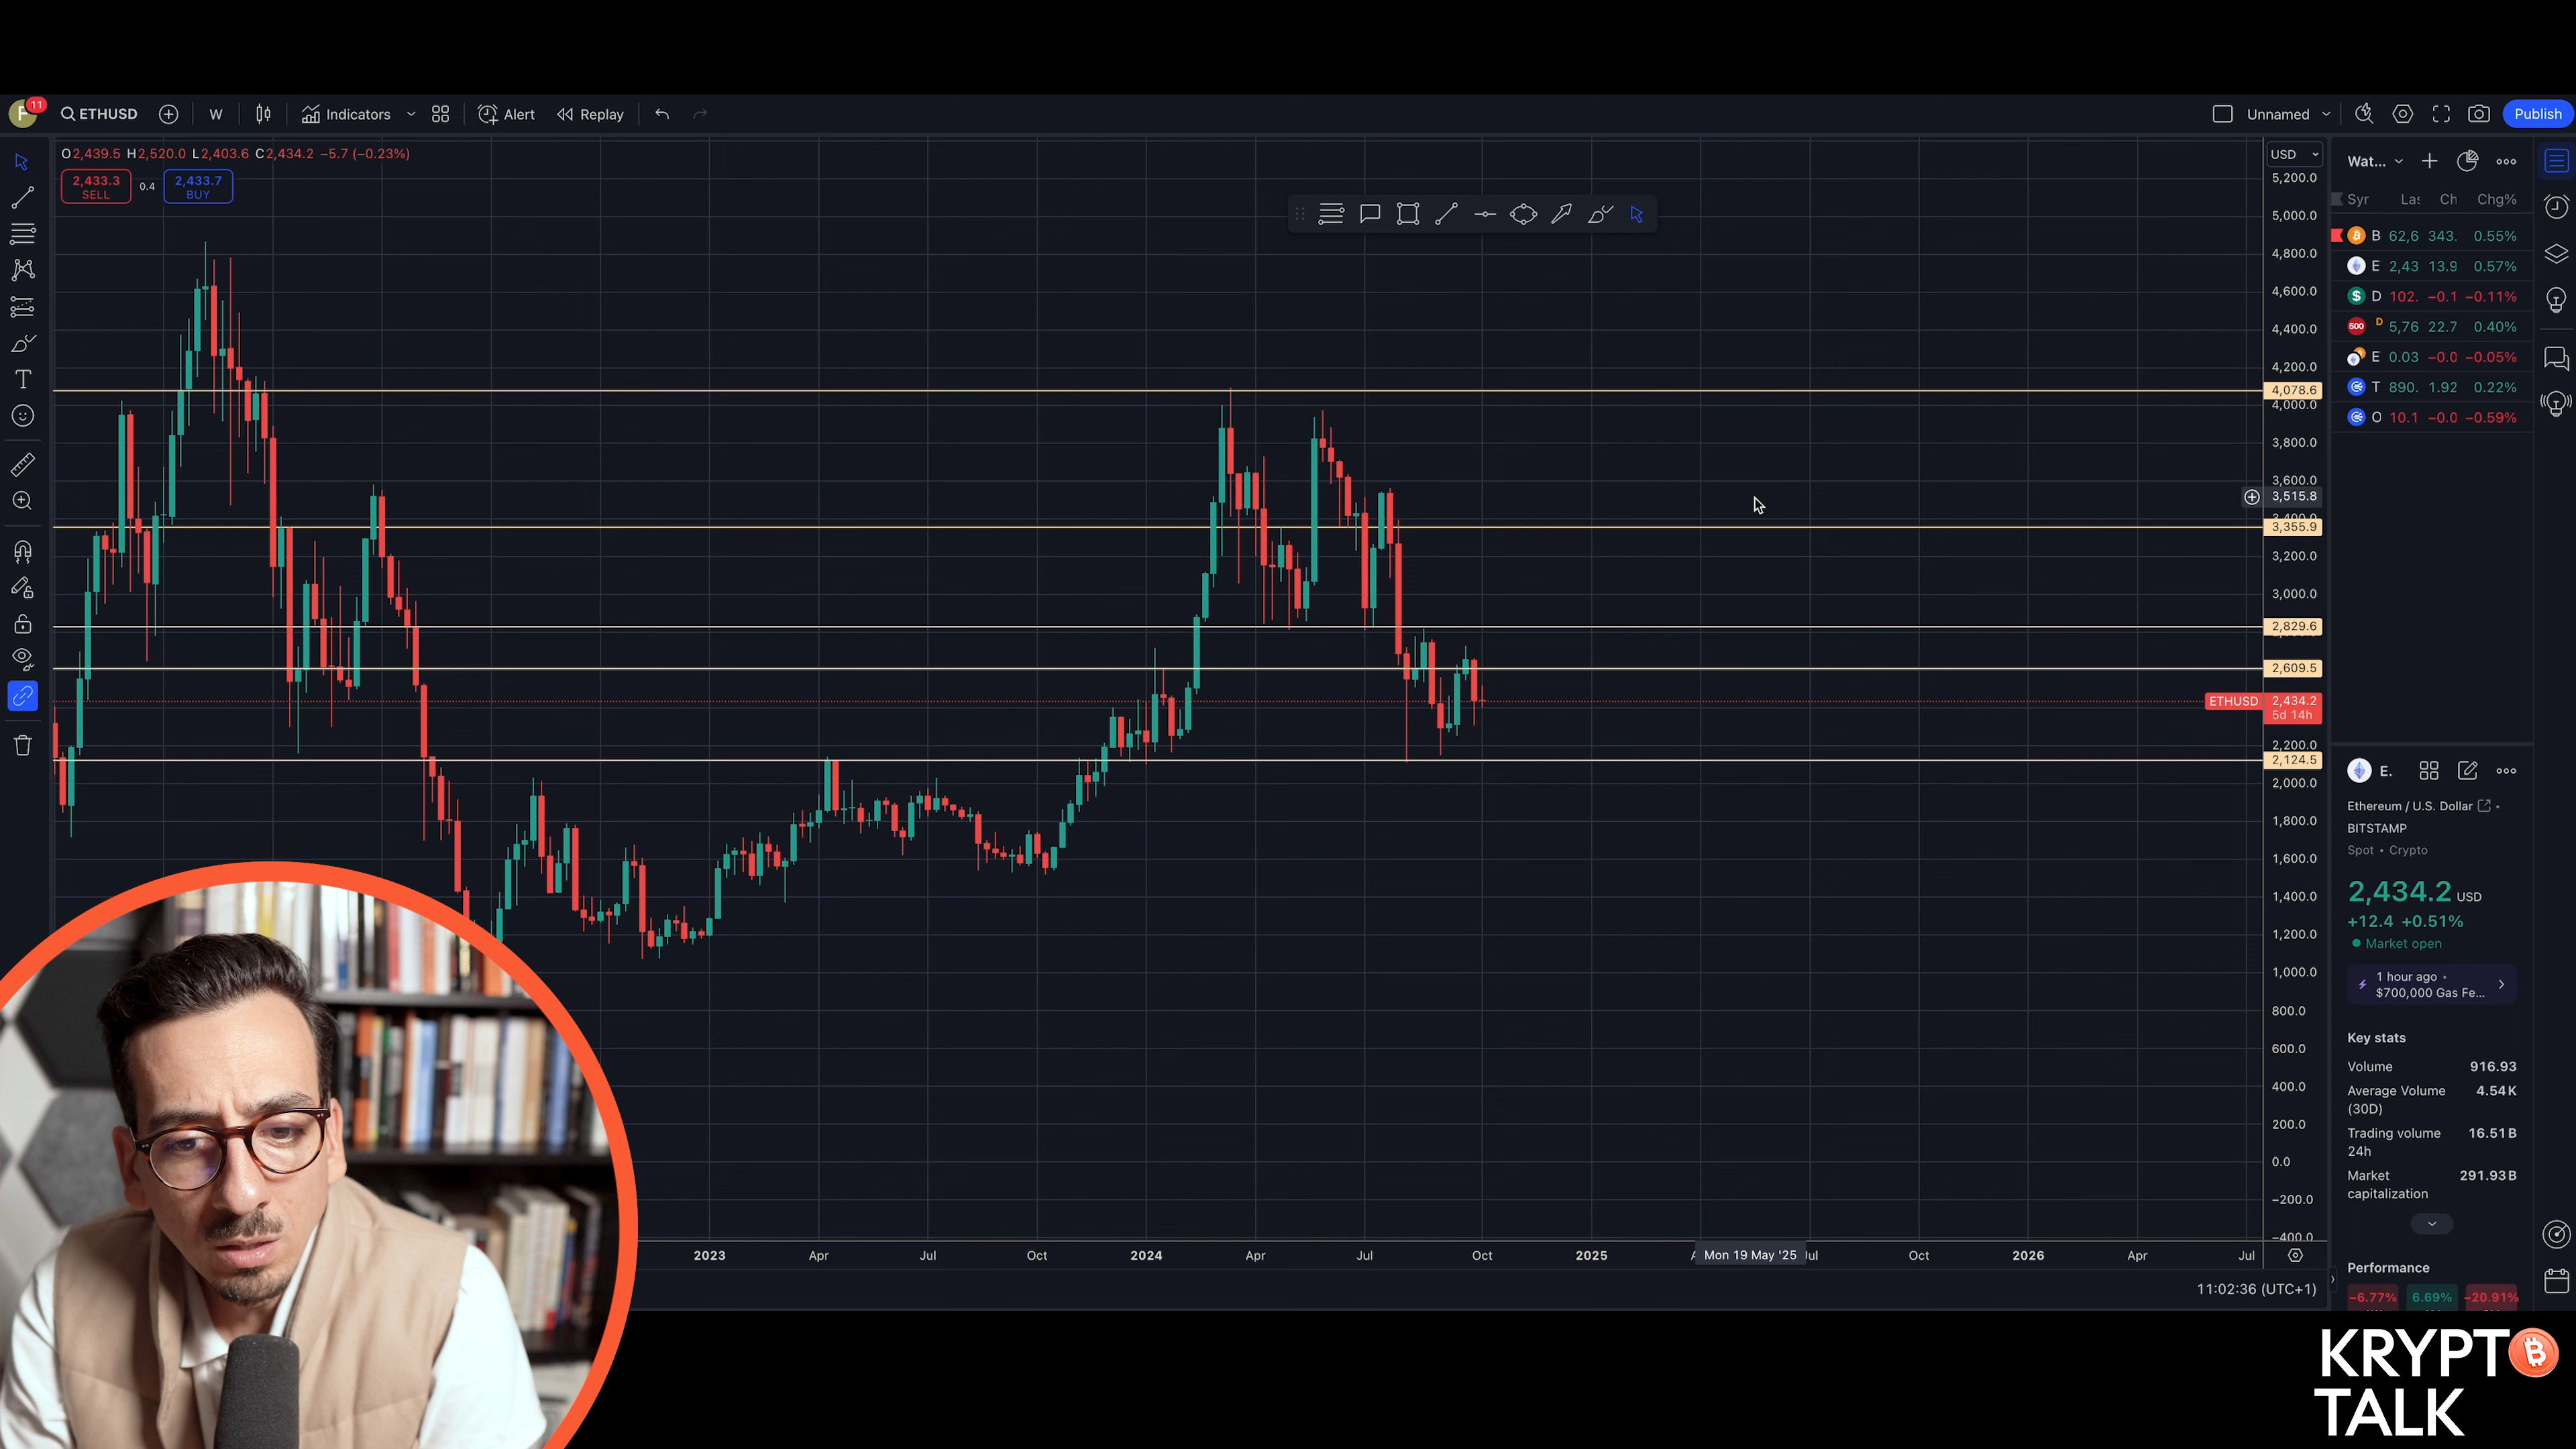 F 11 ETHUSD W Indicators Alert Replay Unnamed Publish
O2,439.5 H2,520.0 L2,403.6 C2,434.2 −5.7 (−0.23%)
2,433.3 SELL 0.4 2,433.7 BUY
USD
5,200.0
5,000.0
4,800.0
4,600.0
4,400.0
4,200.0
4,078.6
4,000.0
3,800.0
3,600.0
3,515.8
3,400.0
3,355.9
3,200.0
3,000.0
2,829.6
2,609.5
ETHUSD 2,434.2
5d 14h
2,200.0
2,124.5
2,000.0
1,800.0
1,600.0
1,400.0
1,200.0
1,000.0
800.0
600.0
400.0
200.0
0.0
−200.0
−400.0
2023 Apr Jul Oct 2024 Apr Jul Oct 2025 Mon 19 May '25 Jul Oct 2026 Apr Jul
11:02:36 (UTC+1)
Wat...
Syr Las Ch Chg%
B 62,6 343. 0.55%
E 2,43 13.9 0.57%
$ D 102. −0.1 −0.11%
500 D 5,76 22.7 0.40%
E 0.03 −0.0 −0.05%
T 890. 1.92 0.22%
O 10.1 −0.0 −0.59%
E.
Ethereum / U.S. Dollar •
BITSTAMP
Spot • Crypto
2,434.2 USD
+12.4 +0.51%
Market open
1 hour ago •
$700,000 Gas Fe...
Key stats
Volume 916.93
Average Volume (30D) 4.54K
Trading volume 24h 16.51B
Market capitalization 291.93B
Performance
−6.77% 6.69% −20.91%
KRYPTO
TALK